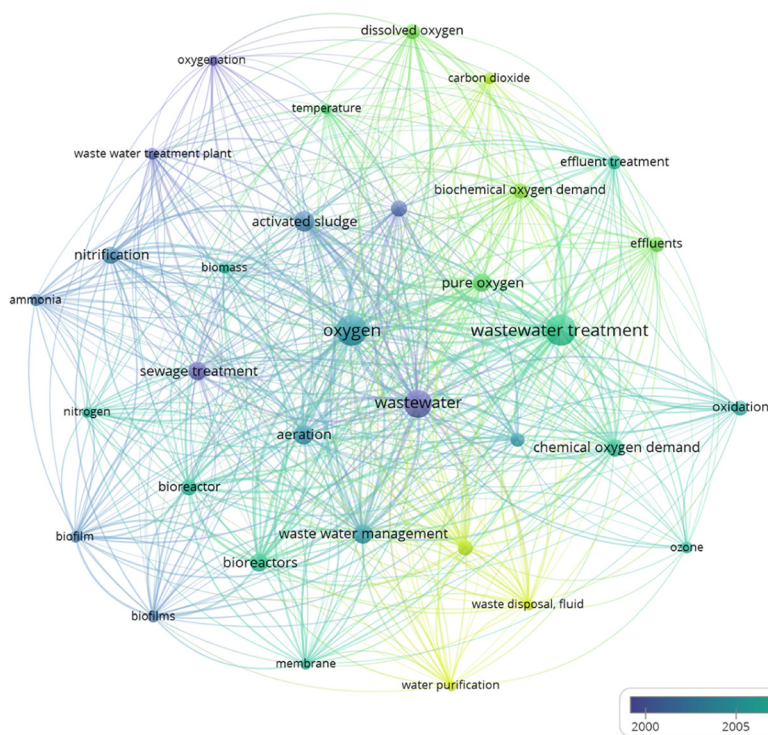 dissolved oxygen
oxygenation
carbon dioxide
temperature
waste water treatment plant
effluent treatment
biochemical oxygen demand
activated sludge
effluents
nitrification
biomass
pure oxygen
ammonia
oxygen
wastewater treatment
sewage treatment
wastewater
oxidation
nitrogen
aeration
chemical oxygen demand
bioreactor
waste water management
biofilm
ozone
bioreactors
waste disposal, fluid
biofilms
membrane
water purification
2000 2005